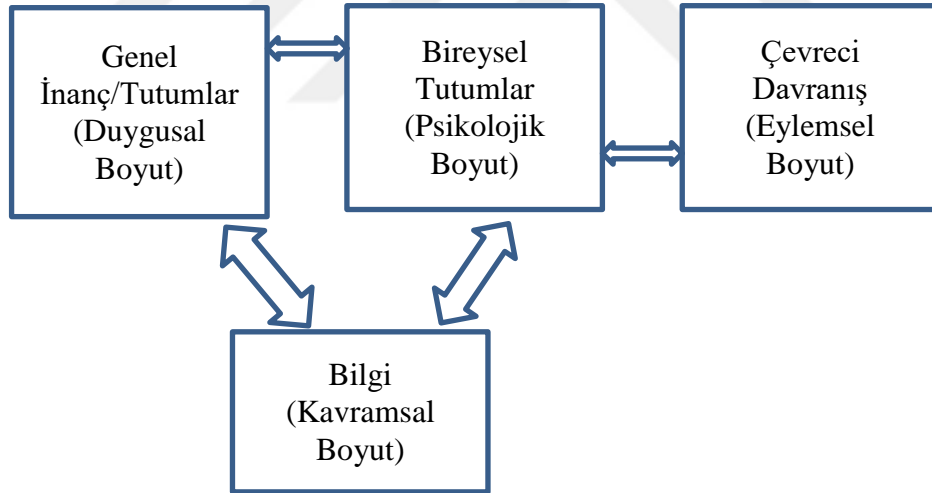 Genel
İnanç/Tutumlar
(Duygusal
Boyut)
Bireysel
Tutumlar
(Psikolojik
Boyut)
Çevreci
Davranış
(Eylemsel
Boyut)
Bilgi
(Kavramsal
Boyut)